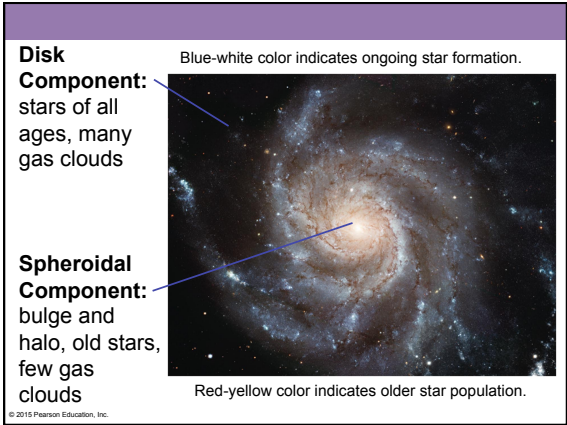 Disk
Component:
stars of all
ages, many
gas clouds
Blue-white color indicates ongoing star formation.
Spheroidal
Component:
bulge and
halo, old stars,
few gas
clouds
Red-yellow color indicates older star population.
© 2015 Pearson Education, Inc.